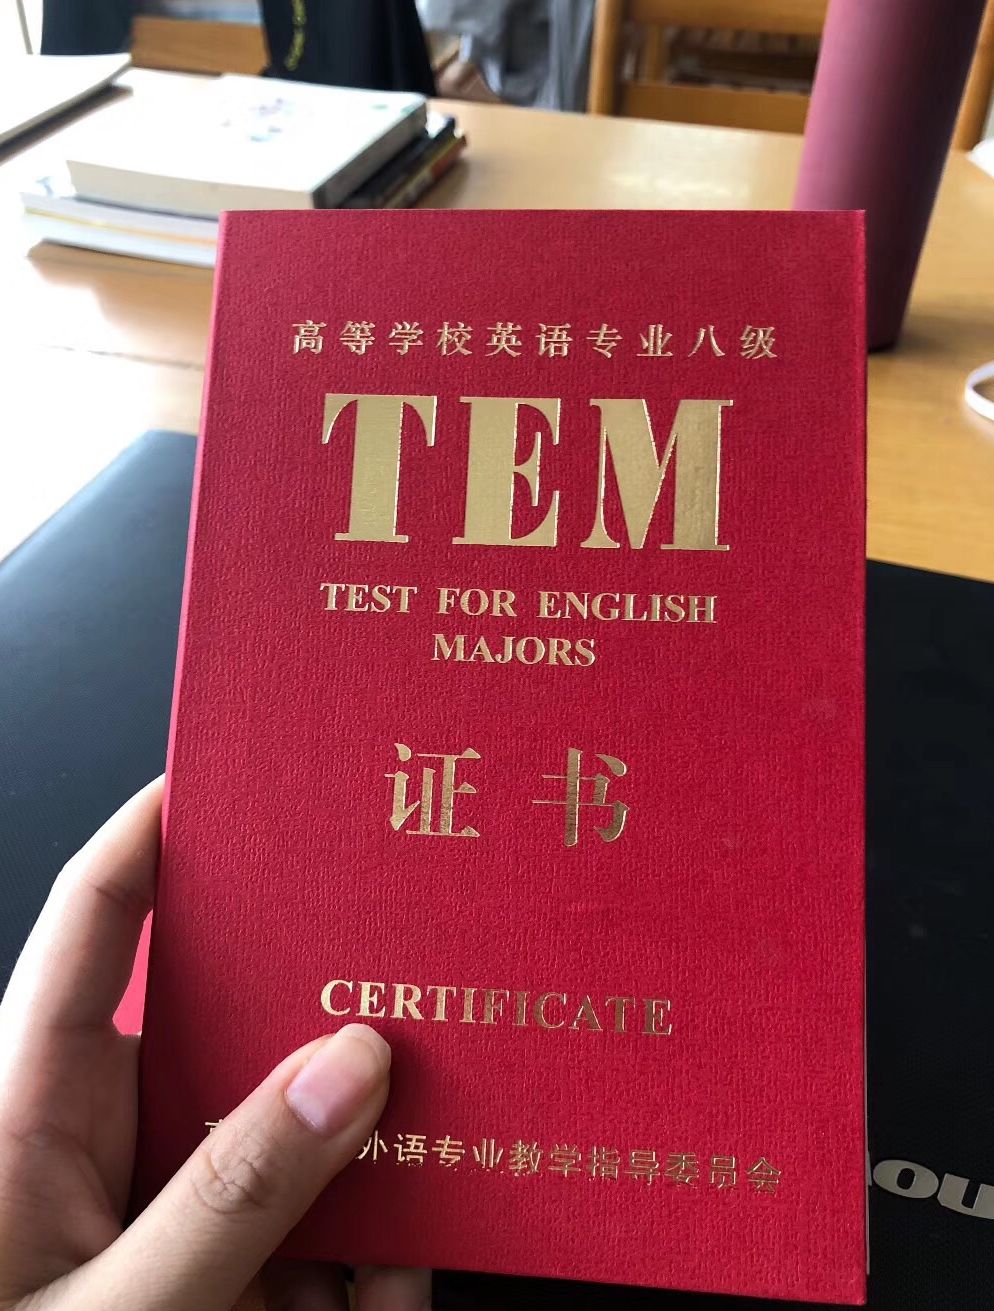 高等学校英语专业八级
TEM
TEST FOR ENGLISH
MAJORS
证书
CERTIFICATE
外语专业教学指导委员会